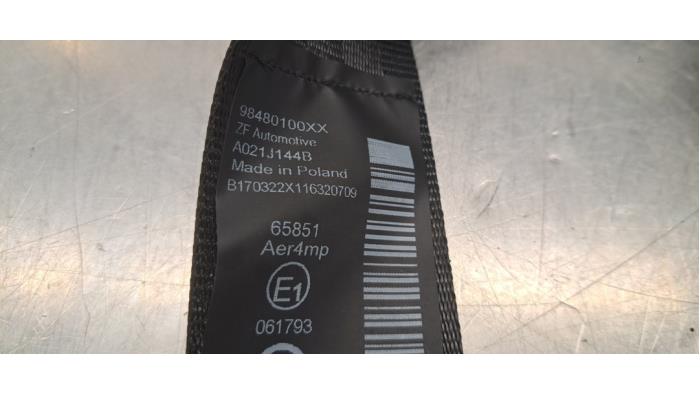 98480100XX
ZF Automotive
A021J144B
Made in Poland
B170322X116320709
65851
Aer4mp
E1
061793